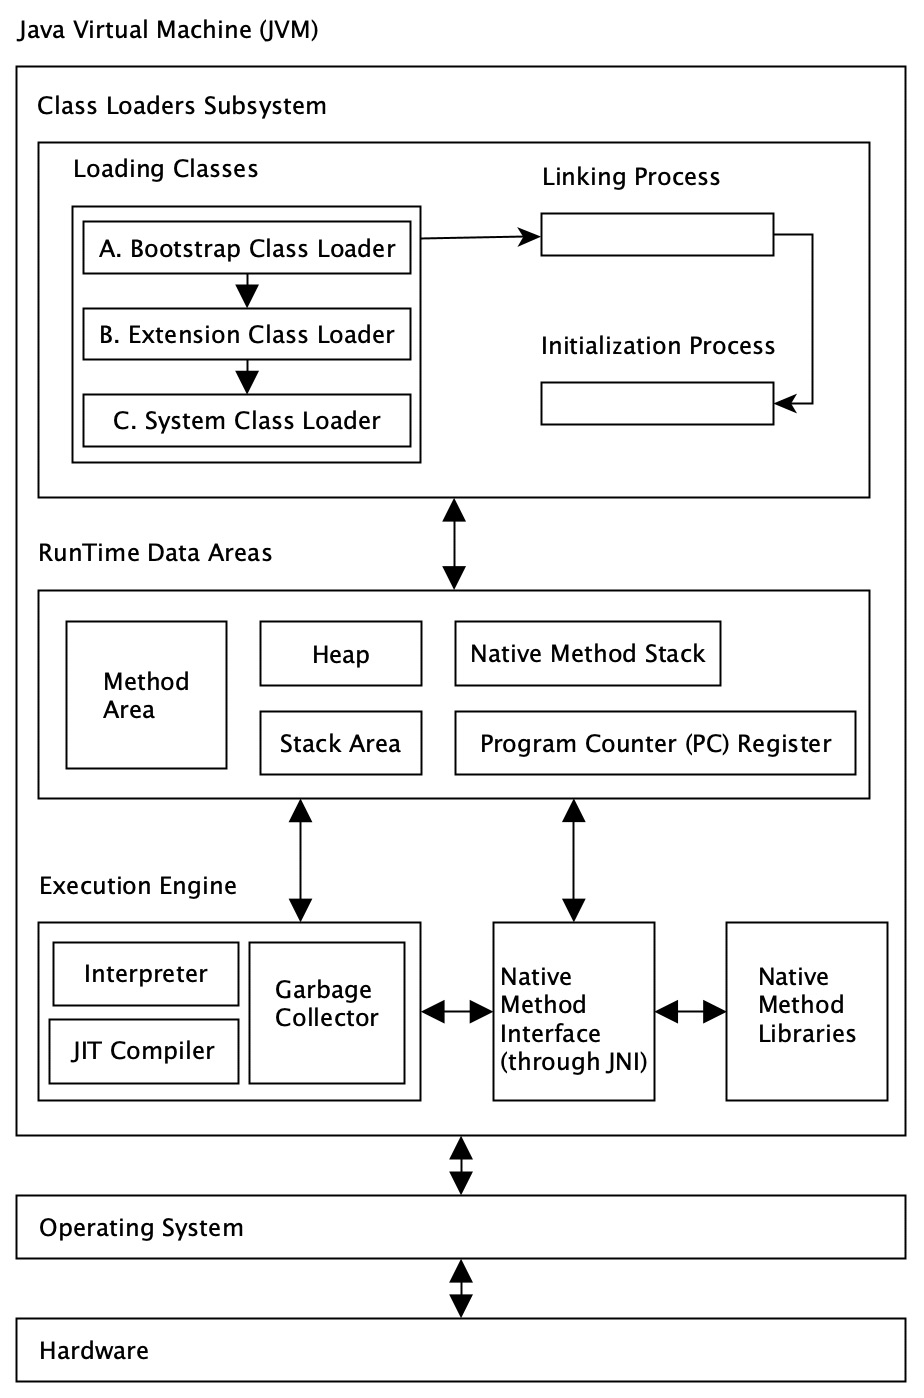 Java Virtual Machine (JVM)
Class Loaders Subsystem
Loading Classes
A. Bootstrap Class Loader
B. Extension Class Loader
C. System Class Loader
Linking Process
Initialization Process
RunTime Data Areas
Method
Area
Heap
Stack Area
Native Method Stack
Program Counter (PC) Register
Execution Engine
Interpreter
JIT Compiler
Garbage
Collector
Native
Method
Interface
(through JNI)
Native
Method
Libraries
Operating System
Hardware